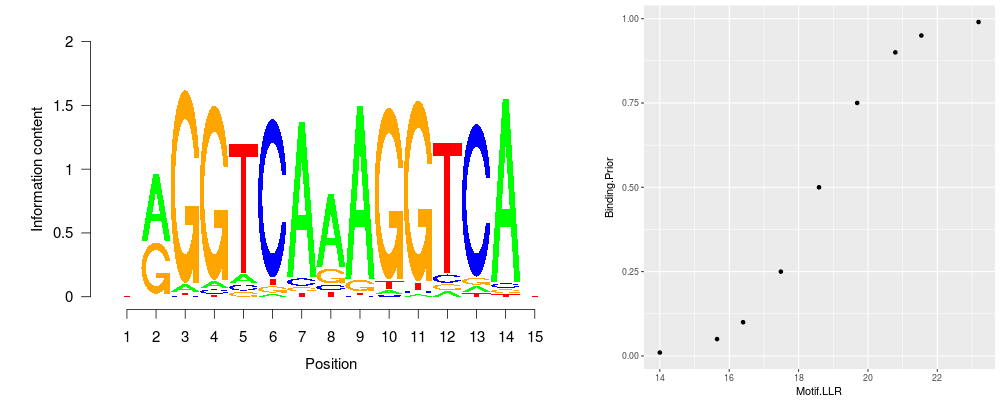 2
1.5
1
0.5
0
Information content
AGGTCAAAGGTCA
G
1 2 3 4 5 6 7 8 9 10 11 12 13 14 15
Position
1.00
0.75
0.50
0.25
0.00
Binding.Prior
14 16 18 20 22
Motif.LLR